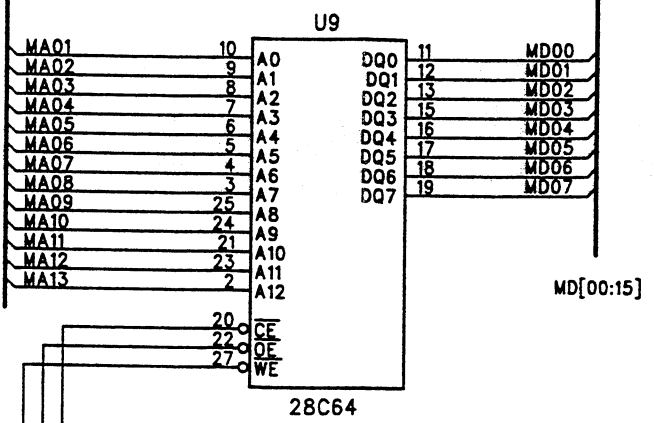 U9
MA01 10 A0 DQ0 11 MD00
MA02 9 A1 DQ1 12 MD01
MA03 8 A2 DQ2 13 MD02
MA04 7 A3 DQ3 15 MD03
MA05 6 A4 DQ4 16 MD04
MA06 5 A5 DQ5 17 MD05
MA07 4 A6 DQ6 18 MD06
MA08 3 A7 DQ7 19 MD07
MA09 25 A8
MA10 24 A9
MA11 21 A10
MA12 23 A11
MA13 2 A12
MD[00:15]
20 CE
22 OE
27 WE
28C64